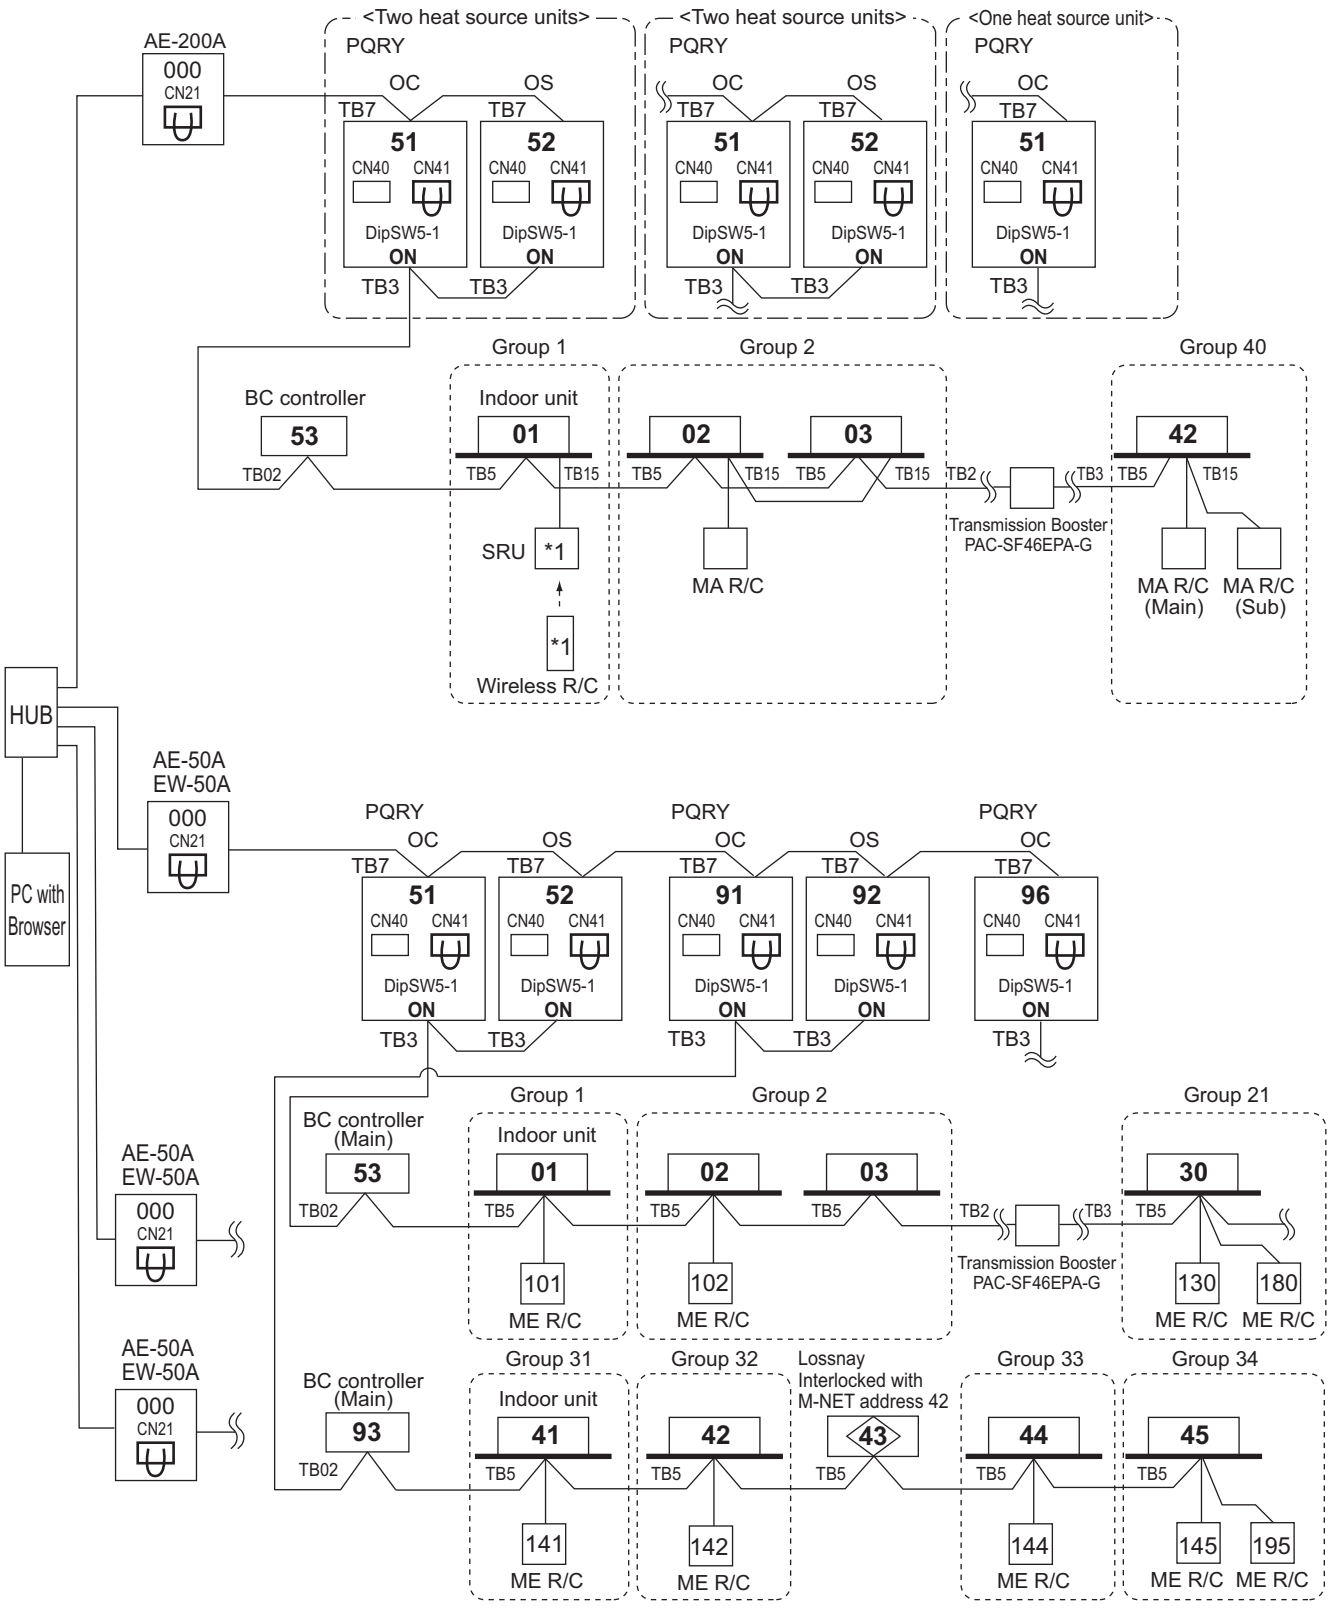 <Two heat source units>
<Two heat source units>
<One heat source unit>
AE-200A
PQRY
PQRY
PQRY
000
CN21
OC
OS
OC
OS
OC
TB7
TB7
TB7
TB7
TB7
51
52
51
52
51
CN40 CN41
CN40 CN41
CN40 CN41
CN40 CN41
CN40 CN41
DipSW5-1
DipSW5-1
DipSW5-1
DipSW5-1
DipSW5-1
ON
ON
ON
ON
ON
TB3
TB3
TB3
TB3
TB3
Group 1
Group 2
Group 40
BC controller
Indoor unit
53
01
02
03
42
TB02
TB5
TB15
TB5
TB15
TB5
TB15
TB2
TB3
TB5
TB15
Transmission Booster
PAC-SF46EPA-G
SRU
*1
MA R/C
MA R/C
(Main)
MA R/C
(Sub)
*1
Wireless R/C
HUB
PC with
Browser
AE-50A
EW-50A
000
CN21
PQRY
PQRY
PQRY
OC
OS
OC
OS
OC
TB7
TB7
TB7
TB7
TB7
51
52
91
92
96
CN40 CN41
CN40 CN41
CN40 CN41
CN40 CN41
CN40 CN41
DipSW5-1
DipSW5-1
DipSW5-1
DipSW5-1
DipSW5-1
ON
ON
ON
ON
ON
TB3
TB3
TB3
TB3
TB3
Group 1
Group 2
Group 21
BC controller
(Main)
Indoor unit
53
01
02
03
30
TB02
TB5
TB5
TB5
TB2
TB3
TB5
Transmission Booster
PAC-SF46EPA-G
101
102
130
180
ME R/C
ME R/C
ME R/C
ME R/C
AE-50A
EW-50A
000
CN21
AE-50A
EW-50A
000
CN21
Group 31
Group 32
Lossnay
Interlocked with
M-NET address 42
Group 33
Group 34
BC controller
(Main)
Indoor unit
93
41
42
43
44
45
TB02
TB5
TB5
TB5
TB5
TB5
141
142
144
145
195
ME R/C
ME R/C
ME R/C
ME R/C
ME R/C